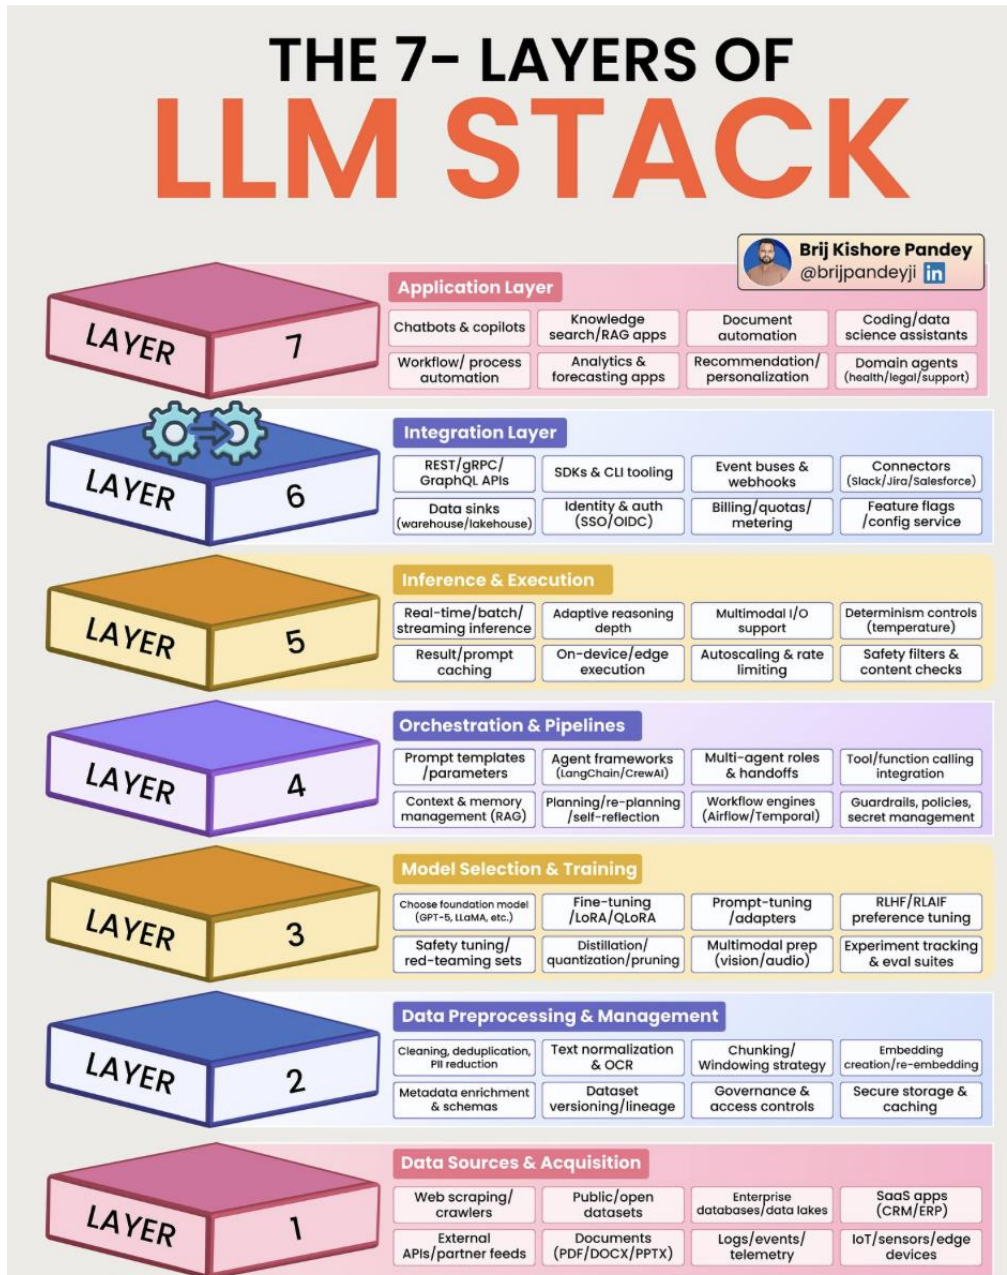 THE 7- LAYERS OF
LLM STACK
Brij Kishore Pandey
@brijpandeyji in
LAYER 7
Application Layer
Chatbots & copilots
Knowledge
search/RAG apps
Document
automation
Coding/data
science assistants
Workflow/ process
automation
Analytics &
forecasting apps
Recommendation/
personalization
Domain agents
(health/legal/support)
LAYER 6
Integration Layer
REST/gRPC/
GraphQL APIs
SDKs & CLI tooling
Event buses &
webhooks
Connectors
(Slack/Jira/Salesforce)
Data sinks
(warehouse/lakehouse)
Identity & auth
(SSO/OIDC)
Billing/quotas/
metering
Feature flags
/config service
LAYER 5
Inference & Execution
Real-time/batch/
streaming inference
Adaptive reasoning
depth
Multimodal I/O
support
Determinism controls
(temperature)
Result/prompt
caching
On-device/edge
execution
Autoscaling & rate
limiting
Safety filters &
content checks
LAYER 4
Orchestration & Pipelines
Prompt templates
/parameters
Agent frameworks
(LangChain/CrewAI)
Multi-agent roles
& handoffs
Tool/function calling
integration
Context & memory
management (RAG)
Planning/re-planning
/self-reflection
Workflow engines
(Airflow/Temporal)
Guardrails, policies,
secret management
LAYER 3
Model Selection & Training
Choose foundation model
(GPT-5, LLaMA, etc.)
Fine-tuning
/LoRA/QLoRA
Prompt-tuning
/adapters
RLHF/RLAIF
preference tuning
Safety tuning/
red-teaming sets
Distillation/
quantization/pruning
Multimodal prep
(vision/audio)
Experiment tracking
& eval suites
LAYER 2
Data Preprocessing & Management
Cleaning, deduplication,
PII reduction
Text normalization
& OCR
Chunking/
Windowing strategy
Embedding
creation/re-embedding
Metadata enrichment
& schemas
Dataset
versioning/lineage
Governance &
access controls
Secure storage &
caching
LAYER 1
Data Sources & Acquisition
Web scraping/
crawlers
Public/open
datasets
Enterprise
databases/data lakes
SaaS apps
(CRM/ERP)
External
APIs/partner feeds
Documents
(PDF/DOCX/PPTX)
Logs/events/
telemetry
IoT/sensors/edge
devices